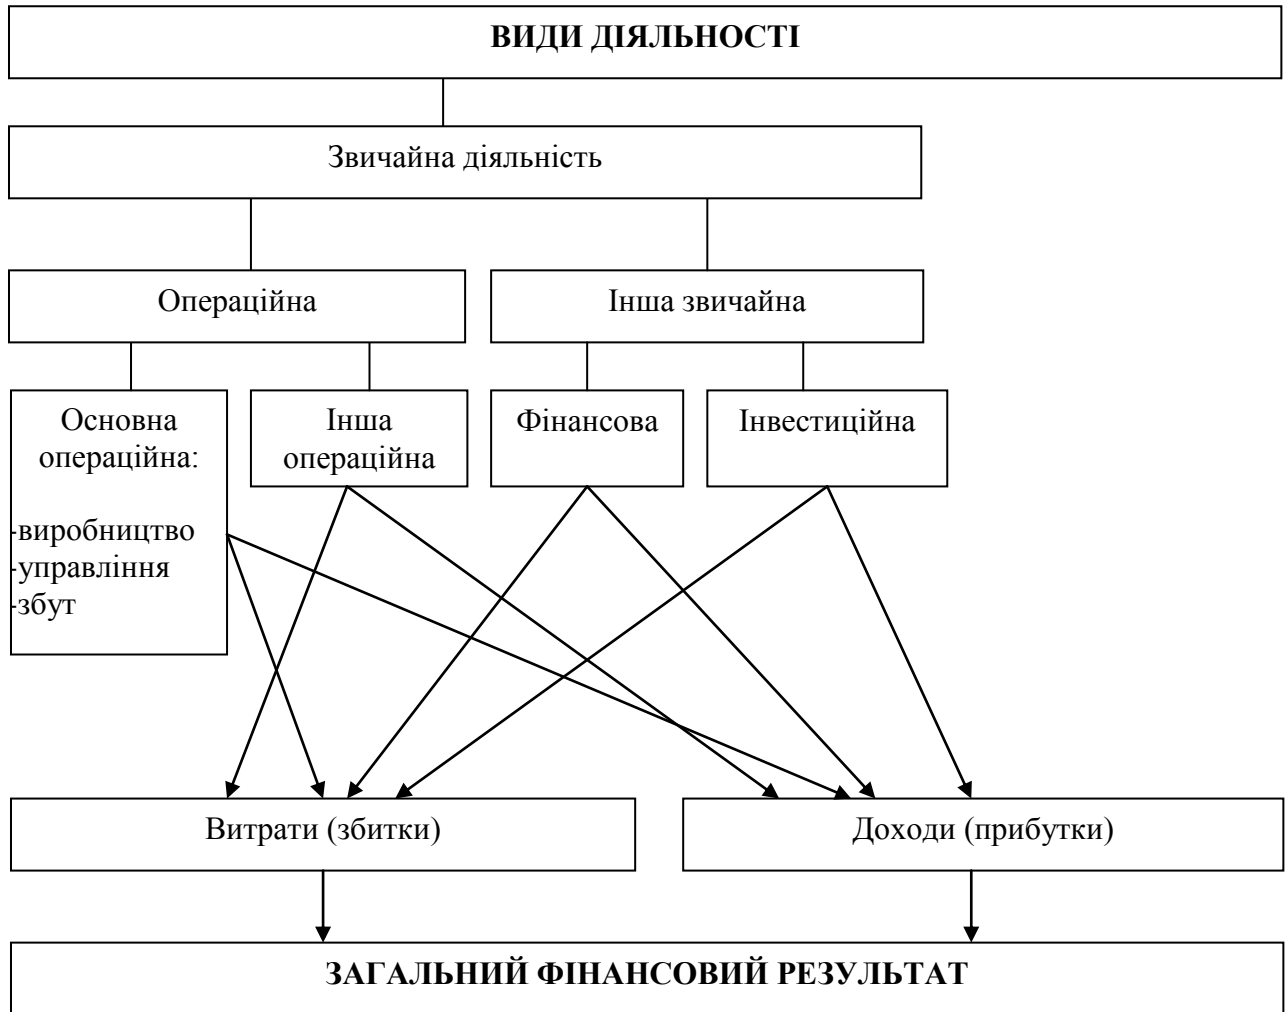 ВИДИ ДІЯЛЬНОСТІ
Звичайна діяльність
Операційна
Інша звичайна
Основна
операційна:
-виробництво
-управління
-збут
Інша
операційна
Фінансова
Інвестиційна
Витрати (збитки)
Доходи (прибутки)
ЗАГАЛЬНИЙ ФІНАНСОВИЙ РЕЗУЛЬТАТ